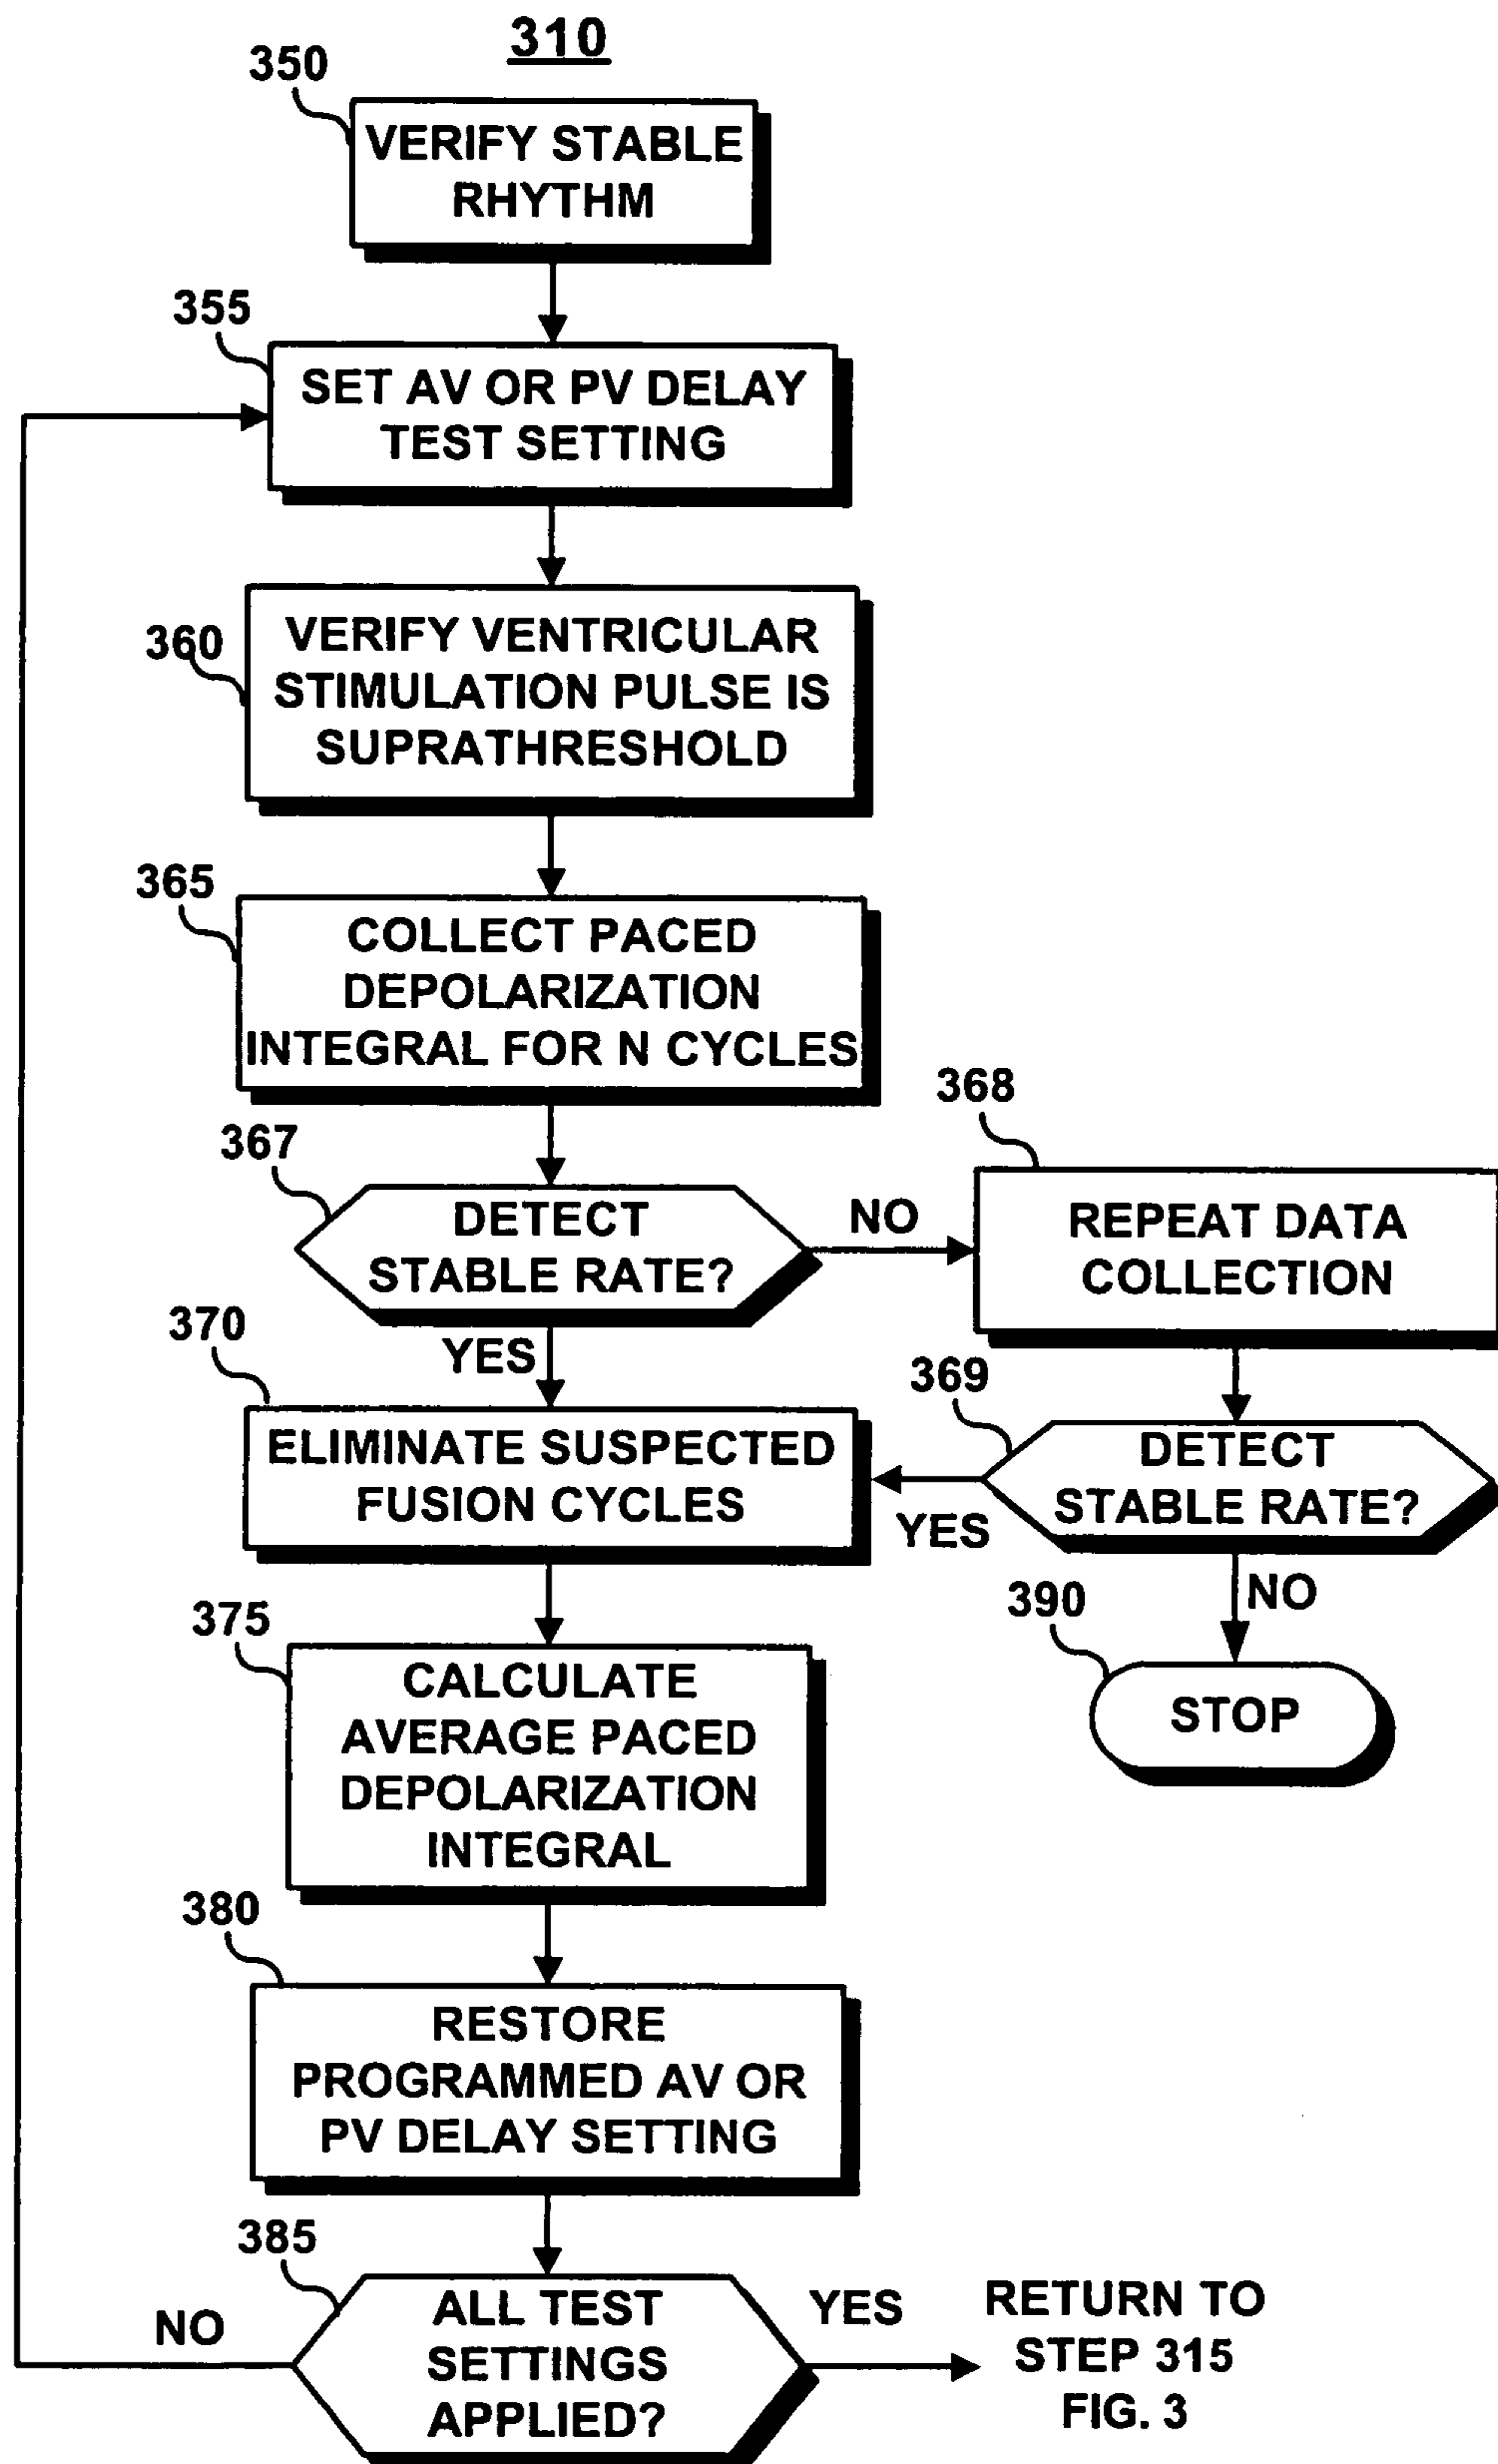 310
350
VERIFY STABLE
RHYTHM
355
SET AV OR PV DELAY
TEST SETTING
360
VERIFY VENTRICULAR
STIMULATION PULSE IS
SUPRATHRESHOLD
365
COLLECT PACED
DEPOLARIZATION
INTEGRAL FOR N CYCLES
367
DETECT
STABLE RATE?
NO
368
REPEAT DATA
COLLECTION
YES
370
ELIMINATE SUSPECTED
FUSION CYCLES
369
DETECT
STABLE RATE?
YES
NO
390
STOP
375
CALCULATE
AVERAGE PACED
DEPOLARIZATION
INTEGRAL
380
RESTORE
PROGRAMMED AV OR
PV DELAY SETTING
385
ALL TEST
SETTINGS
APPLIED?
NO
YES
RETURN TO
STEP 315
FIG. 3